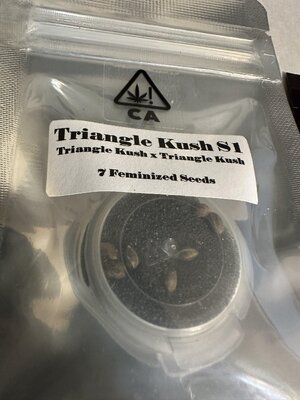 !
CA
Triangle Kush S1
Triangle Kush x Triangle Kush
7 Feminized Seeds